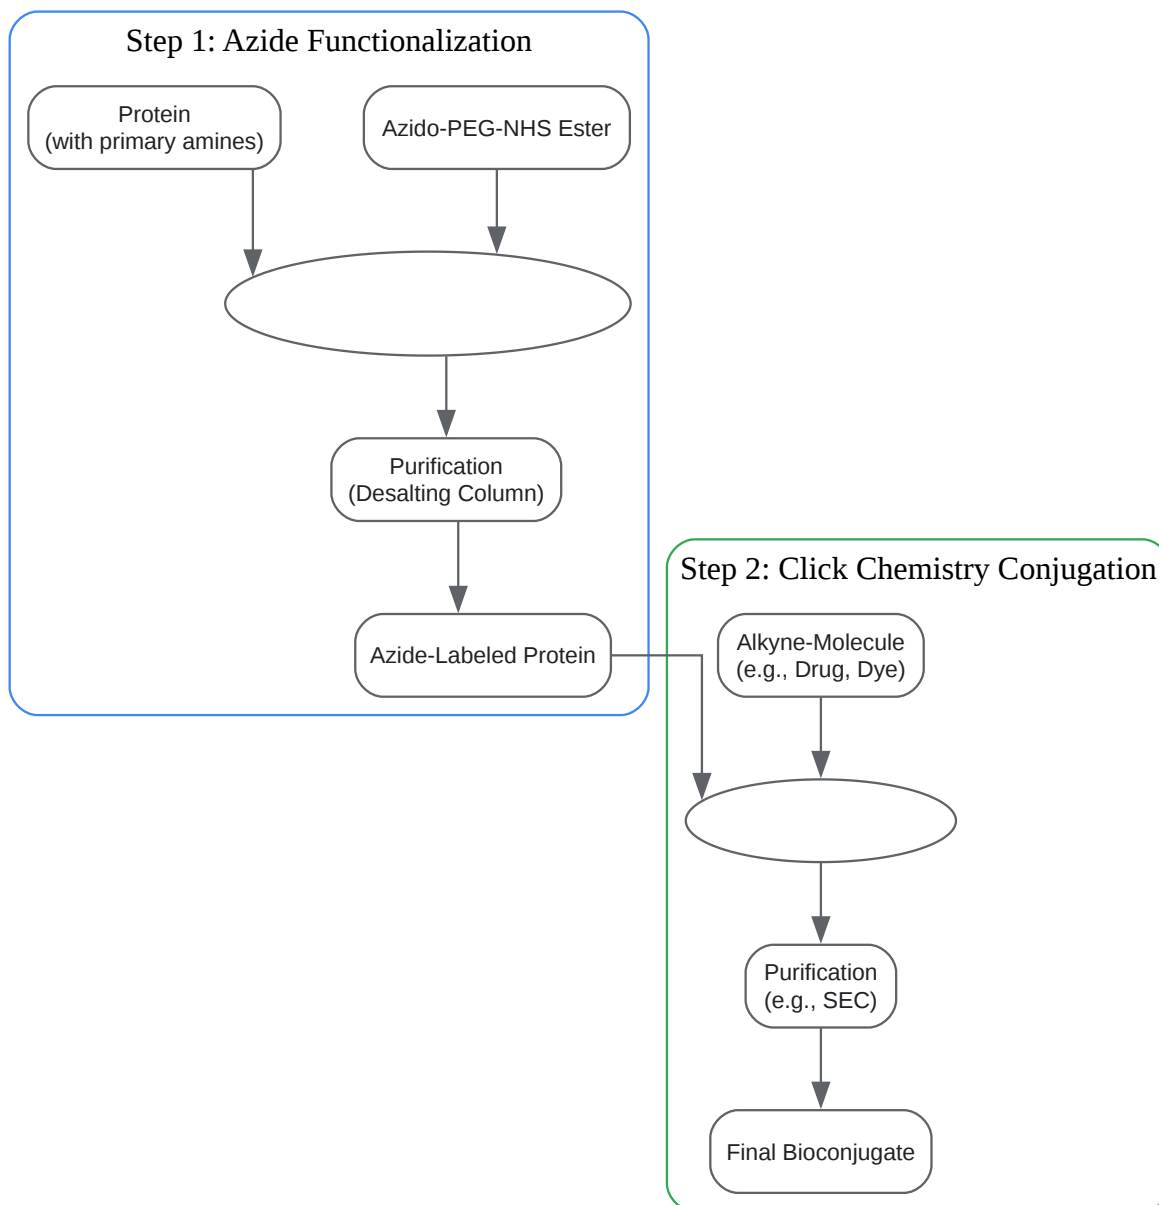 Step 1: Azide Functionalization
Protein
(with primary amines)
Azido-PEG-NHS Ester
Purification
(Desalting Column)
Azide-Labeled Protein
Step 2: Click Chemistry Conjugation
Alkyne-Molecule
(e.g., Drug, Dye)
Purification
(e.g., SEC)
Final Bioconjugate